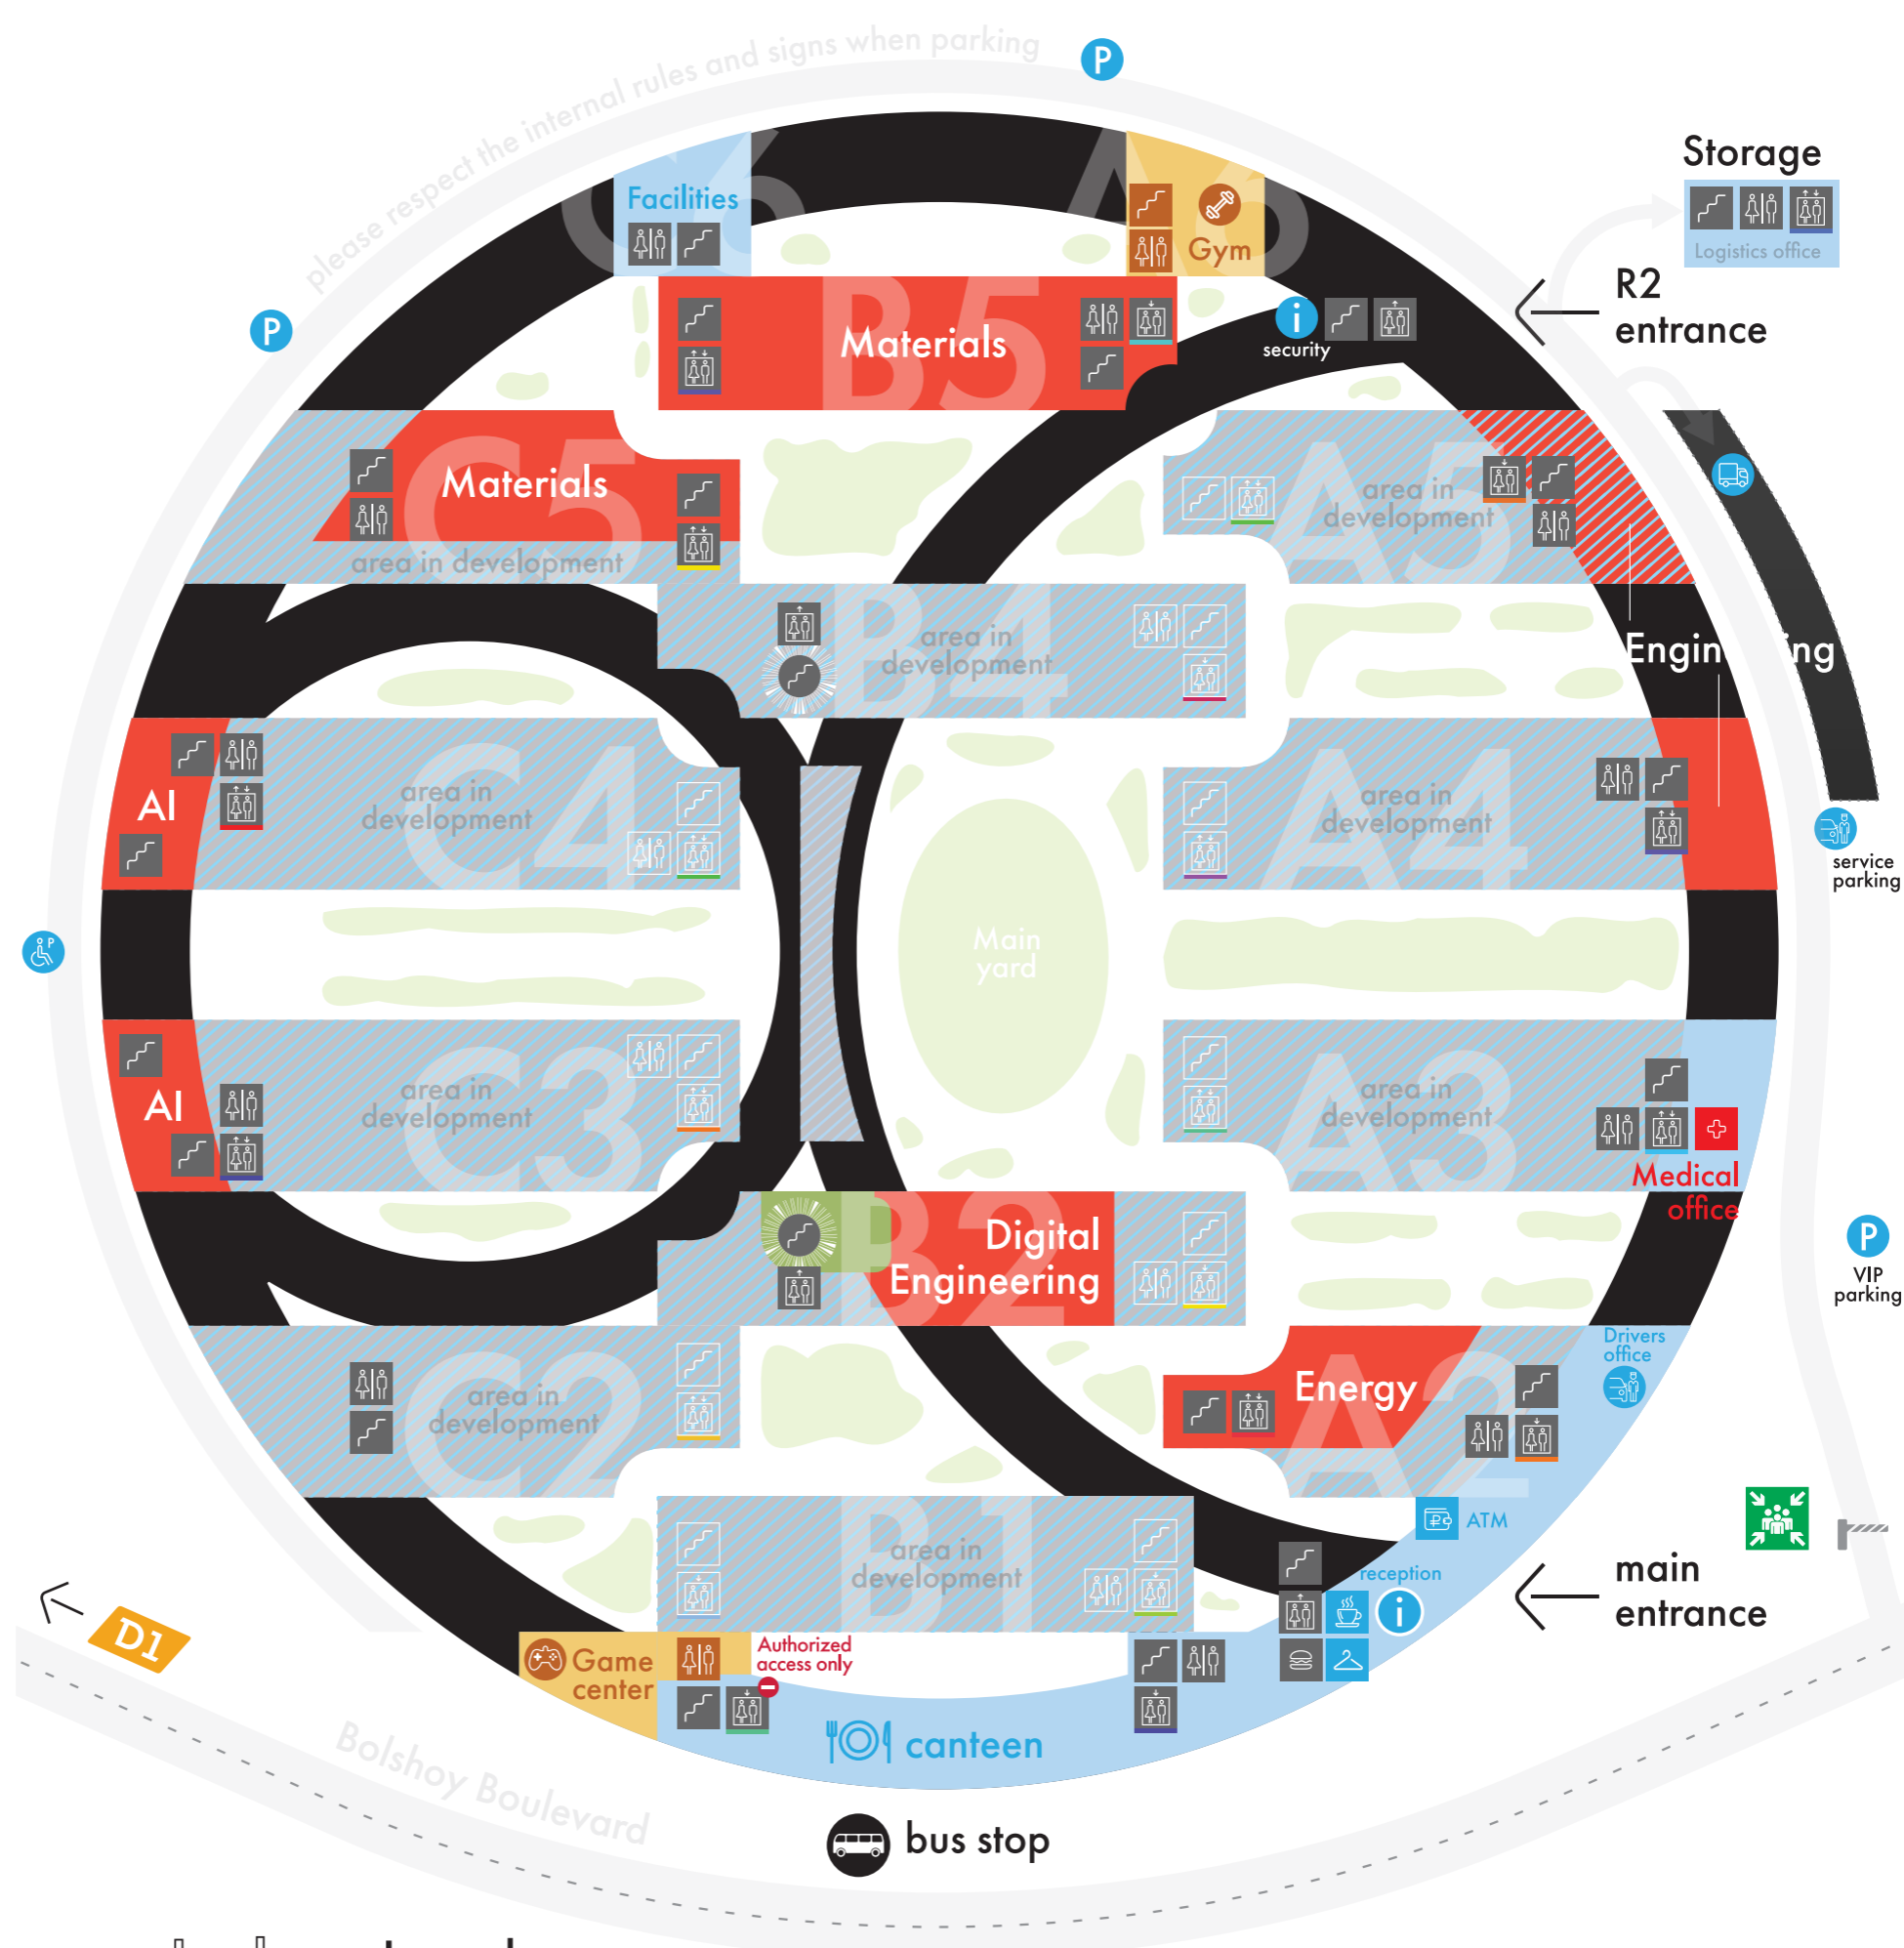 please respect the internal rules and signs when parking
P
C6
A6
Storage
Facilities
Gym
Logistics office
R2
entrance
P
B5
Materials
i
security
C5
Materials
area in development
A5
area in
development
B4
area in
development
Engineering
AI
C4
area in
development
A4
area in
development
service
parking
P
Main
yard
AI
C3
area in
development
A3
area in
development
Medical
office
B2
Digital
Engineering
P
VIP
parking
Drivers
office
C2
area in
development
Energy
A2
ATM
B1
area in
development
reception
i
main
entrance
D1
Game
center
Authorized
access only
canteen
Bolshoy Boulevard
bus stop